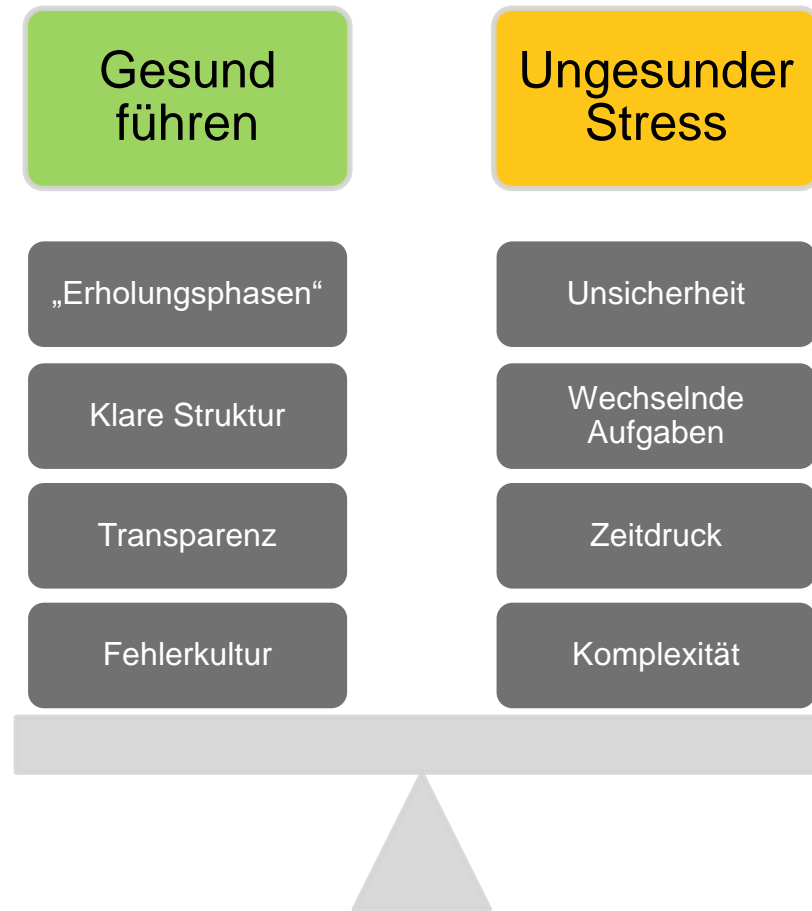 Gesund
führen
Ungesunder
Stress
„Erholungsphasen“
Unsicherheit
Klare Struktur
Wechselnde
Aufgaben
Transparenz
Zeitdruck
Fehlerkultur
Komplexität